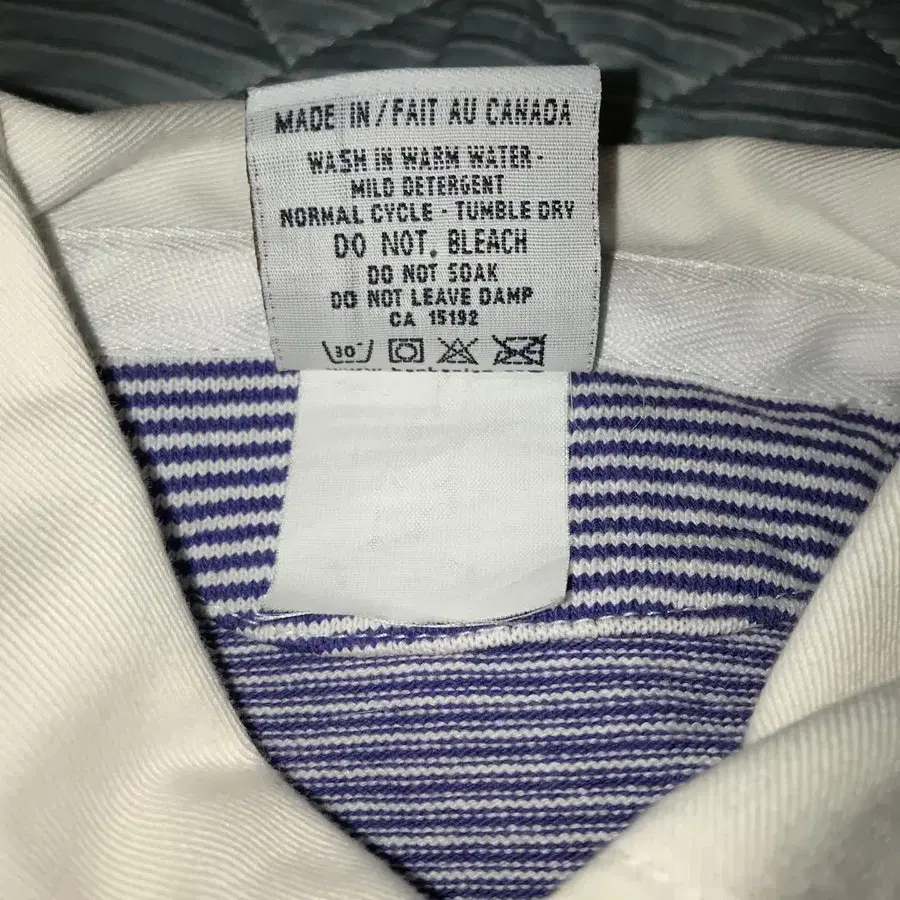 MADE IN / FAIT AU CANADA
WASH IN WARM WATER -
MILD DETERGENT
NORMAL CYCLE - TUMBLE DRY
DO NOT. BLEACH
DO NOT SOAK
DO NOT LEAVE DAMP
CA 15192
30°